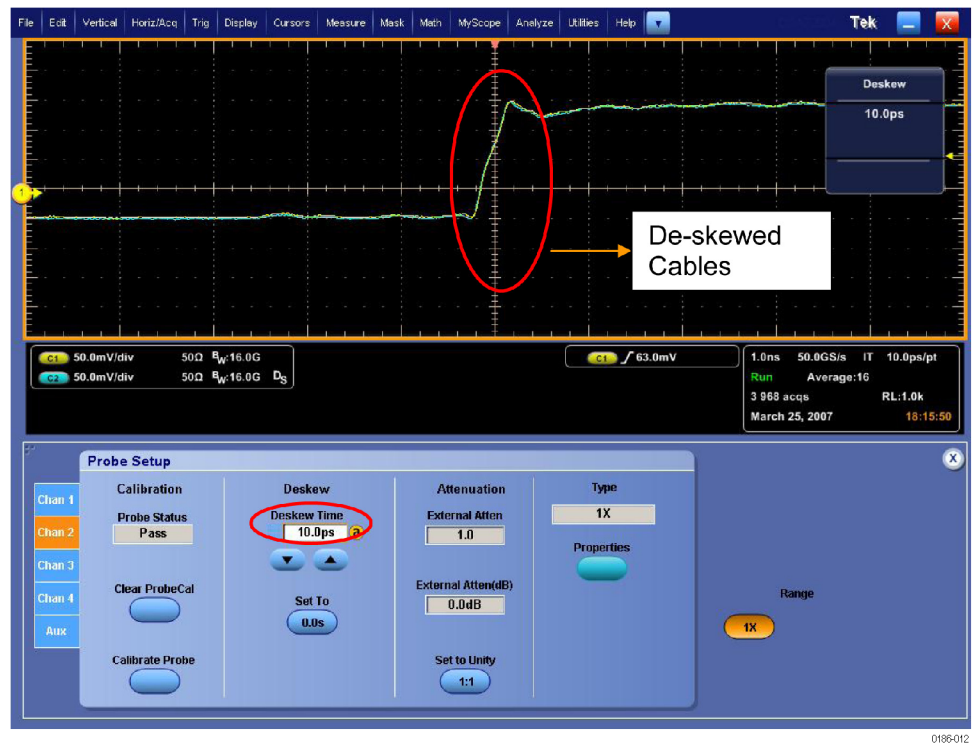 File Edit Vertical Horiz/Acq Trig Display Cursors Measure Mask Math MyScope Analyze Utilities Help Tek X
Deskew
10.0ps
1
De-skewed
Cables
C1 50.0mV/div 50Ω BW:16.0G
C2 50.0mV/div 50Ω BW:16.0G DS
C1 63.0mV
1.0ns 50.0GS/s IT 10.0ps/pt
Run Average:16
3 968 acqs RL:1.0k
March 25, 2007 18:15:50
Probe Setup
X
Chan 1
Chan 2
Chan 3
Chan 4
Aux
Calibration
Probe Status
Pass
Clear ProbeCal
Calibrate Probe
Deskew
Deskew Time
10.0ps a
Set To
0.0s
Attenuation
External Atten
1.0
External Atten(dB)
0.0dB
Set to Unity
1:1
Type
1X
Properties
Range
1X
0186-012